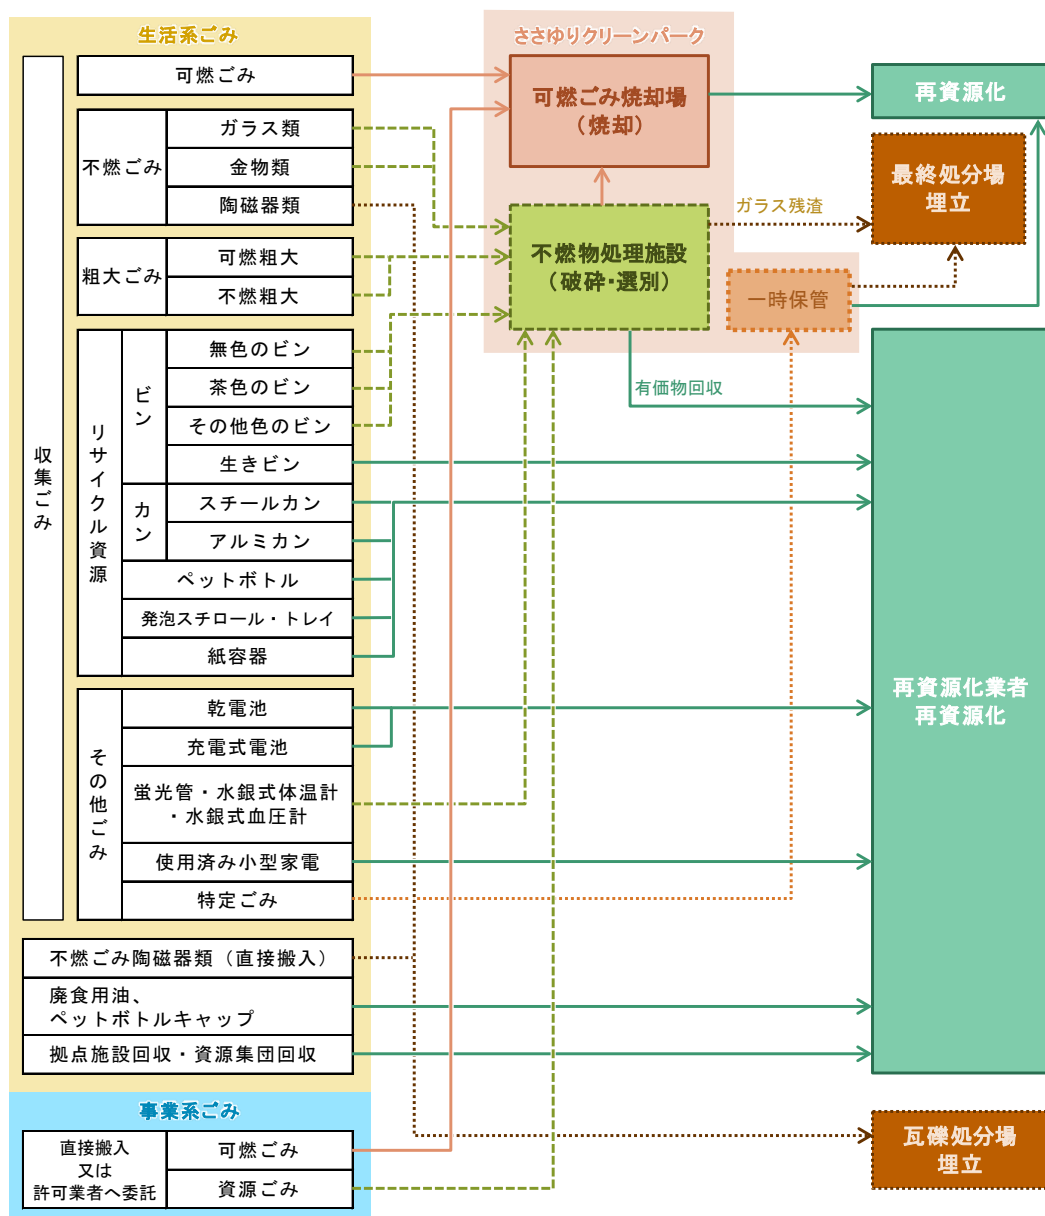 生活系ごみ
収集ごみ
可燃ごみ
不燃ごみ
ガラス類
金物類
陶磁器類
粗大ごみ
可燃粗大
不燃粗大
リサイクル資源
ビン
無色のビン
茶色のビン
その他色のビン
生きビン
カン
スチールカン
アルミカン
ペットボトル
発泡スチロール・トレイ
紙容器
その他ごみ
乾電池
充電式電池
蛍光管・水銀式体温計
・水銀式血圧計
使用済み小型家電
特定ごみ
不燃ごみ陶磁器類（直接搬入）
廃食用油、
ペットボトルキャップ
拠点施設回収・資源集団回収
事業系ごみ
直接搬入
又は
許可業者へ委託
可燃ごみ
資源ごみ
ささゆりクリーンパーク
可燃ごみ焼却場
（焼却）
不燃物処理施設
（破砕・選別）
ガラス残渣
一時保管
有価物回収
再資源化
最終処分場
埋立
再資源化業者
再資源化
瓦礫処分場
埋立